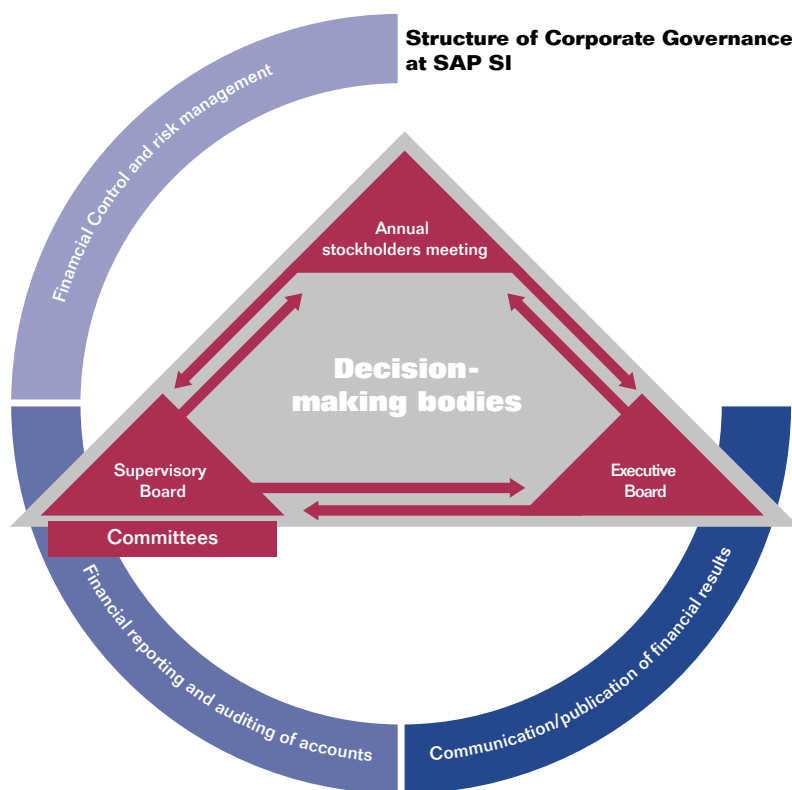 Structure of Corporate Governance
at SAP SI
Finamcial Control and risk management
Annual
stockholders meeting
Decision-
making bodies
Supervisory
Board
Executive
Board
Committees
Financial reporting and auditing of accounts
Communication/publication of financial results